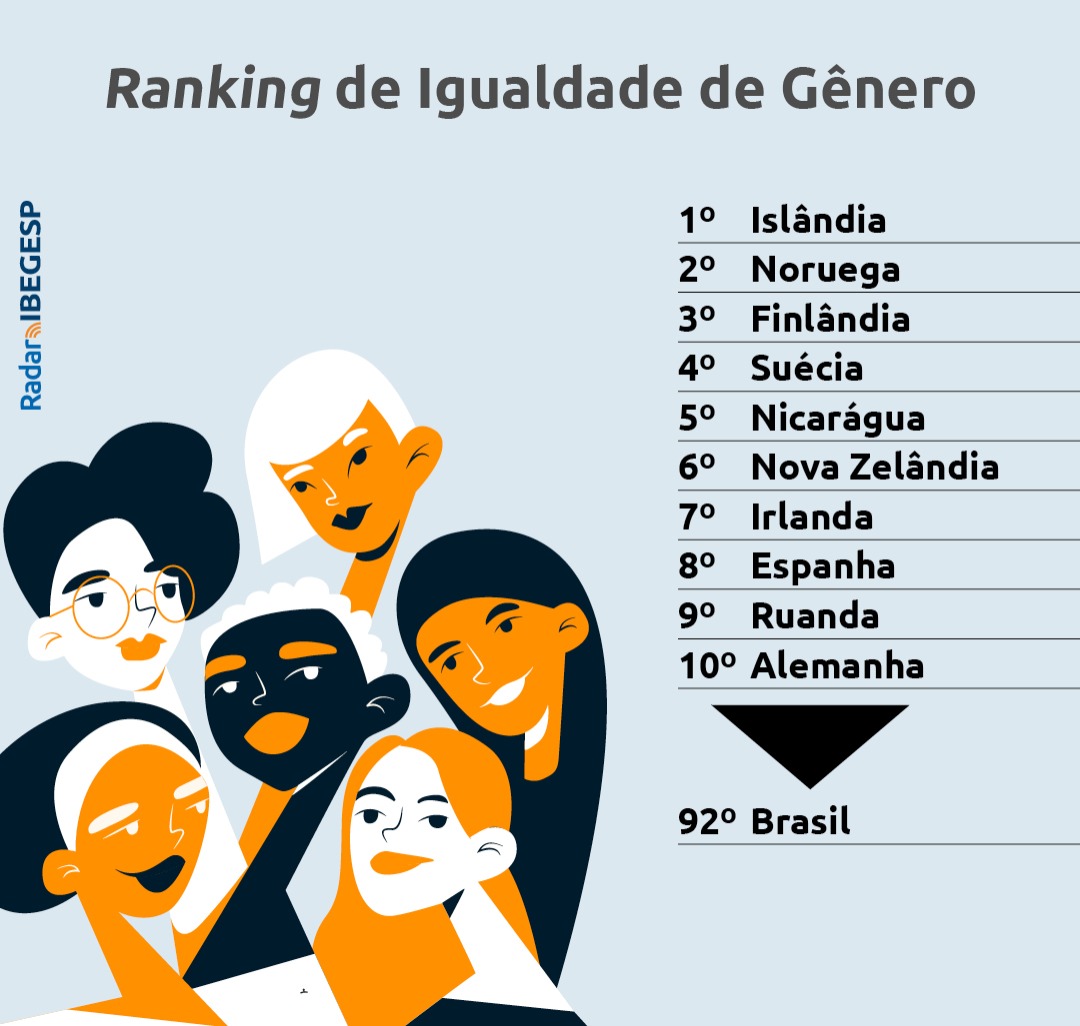 Ranking de Igualdade de Gênero
Radar IBEGESP
1º Islândia
2º Noruega
3º Finlândia
4º Suécia
5º Nicarágua
6º Nova Zelândia
7º Irlanda
8º Espanha
9º Ruanda
10º Alemanha
92º Brasil